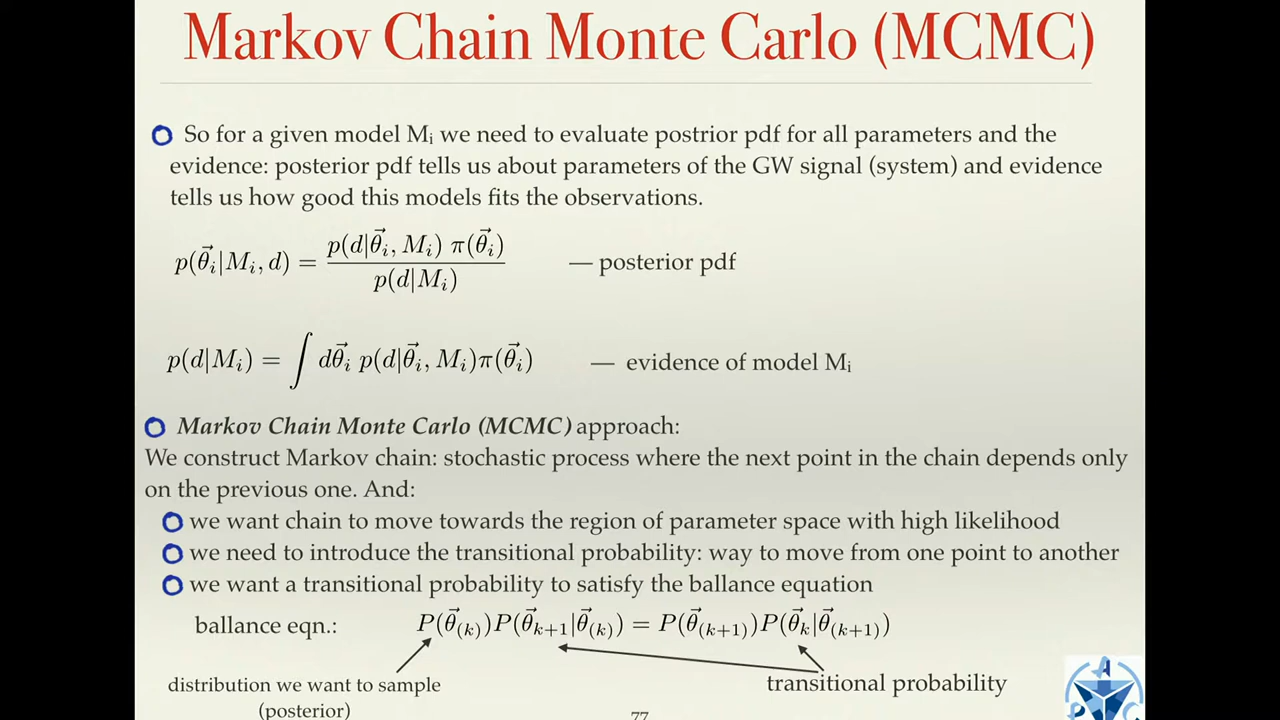 Markov Chain Monte Carlo (MCMC)
So for a given model Mᵢ we need to evaluate postrior pdf for all parameters and the
evidence: posterior pdf tells us about parameters of the GW signal (system) and evidence
tells us how good this models fits the observations.
p(θ⃗ᵢ|Mᵢ, d) = p(d|θ⃗ᵢ, Mᵢ) π(θ⃗ᵢ) / p(d|Mᵢ) — posterior pdf
p(d|Mᵢ) = ∫ dθ⃗ᵢ p(d|θ⃗ᵢ, Mᵢ)π(θ⃗ᵢ) — evidence of model Mᵢ
Markov Chain Monte Carlo (MCMC) approach:
We construct Markov chain: stochastic process where the next point in the chain depends only
on the previous one. And:
we want chain to move towards the region of parameter space with high likelihood
we need to introduce the transitional probability: way to move from one point to another
we want a transitional probability to satisfy the ballance equation
ballance eqn.: P(θ⃗₍ₖ₎)P(θ⃗ₖ₊₁|θ⃗₍ₖ₎) = P(θ⃗₍ₖ₊₁₎)P(θ⃗ₖ|θ⃗₍ₖ₊₁₎)
distribution we want to sample
(posterior)
transitional probability
77